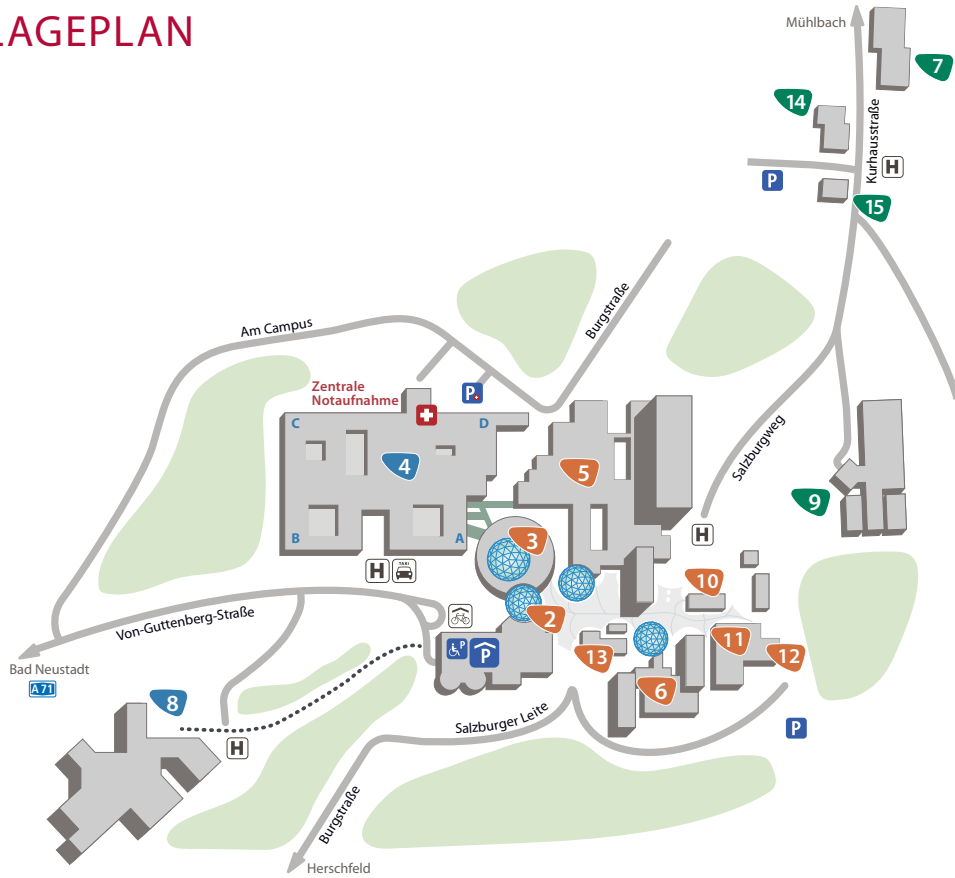 LAGEPLAN
Mühlbach
7
14
Kurhausstraße
H
P
15
Burgstraße
Am Campus
Zentrale
Notaufnahme
P
C
D
4
5
Salzburgweg
9
B
A
3
H
H
TAXI
10
2
Von-Guttenberg-Straße
P
P
13
11
12
Bad Neustadt
A 71
8
6
Salzburger Leite
P
H
Burgstraße
Herschfeld